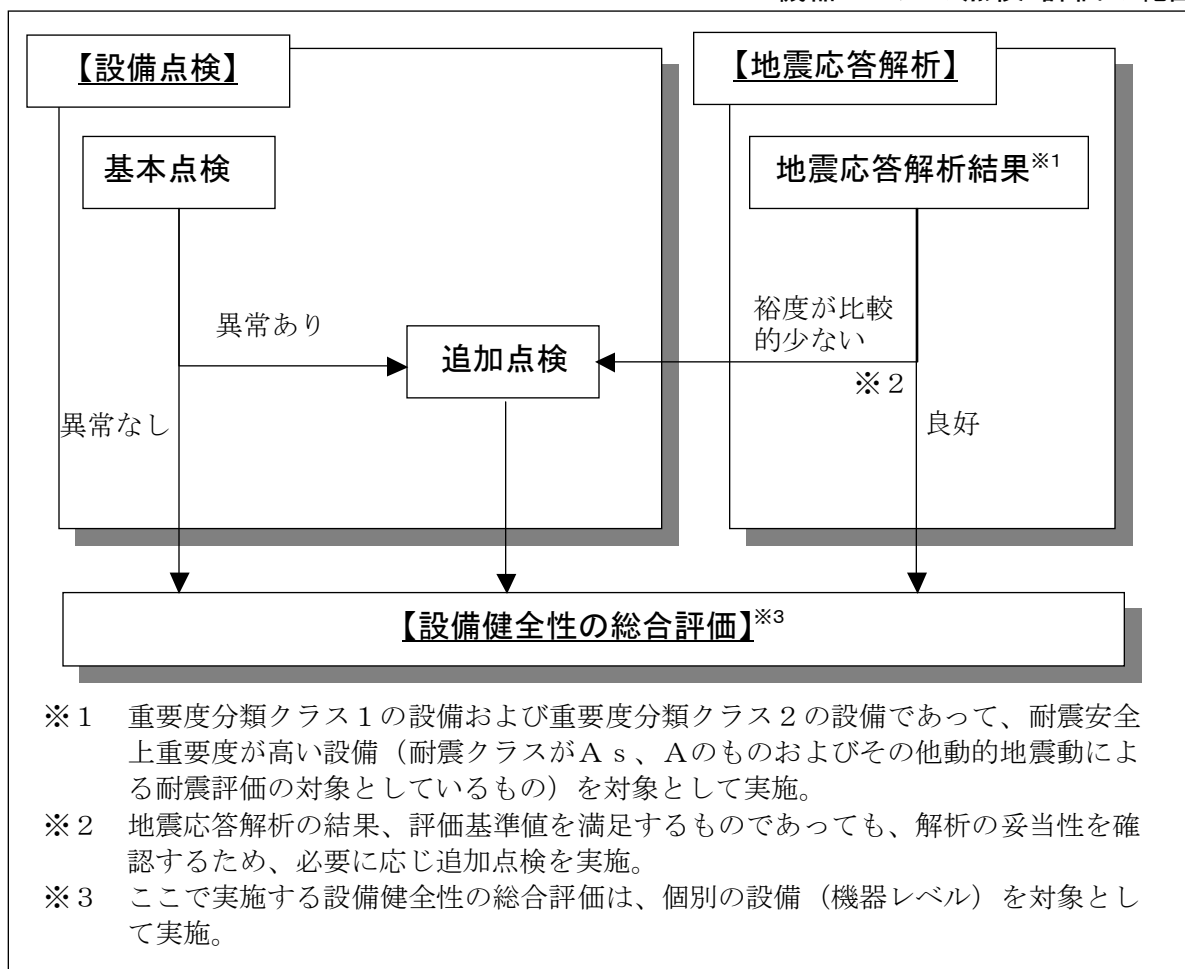 【設備点検】
【地震応答解析】
基本点検
地震応答解析結果※1
異常あり
追加点検
裕度が比較
的少ない
※2
異常なし
良好
【設備健全性の総合評価】※3
※1 重要度分類クラス1の設備および重要度分類クラス2の設備であって、耐震安全
上重要度が高い設備（耐震クラスがAs、Aのものおよびその他動的地震動によ
る耐震評価の対象としているもの）を対象として実施。
※2 地震応答解析の結果、評価基準値を満足するものであっても、解析の妥当性を確
認するため、必要に応じ追加点検を実施。
※3 ここで実施する設備健全性の総合評価は、個別の設備（機器レベル）を対象とし
て実施。